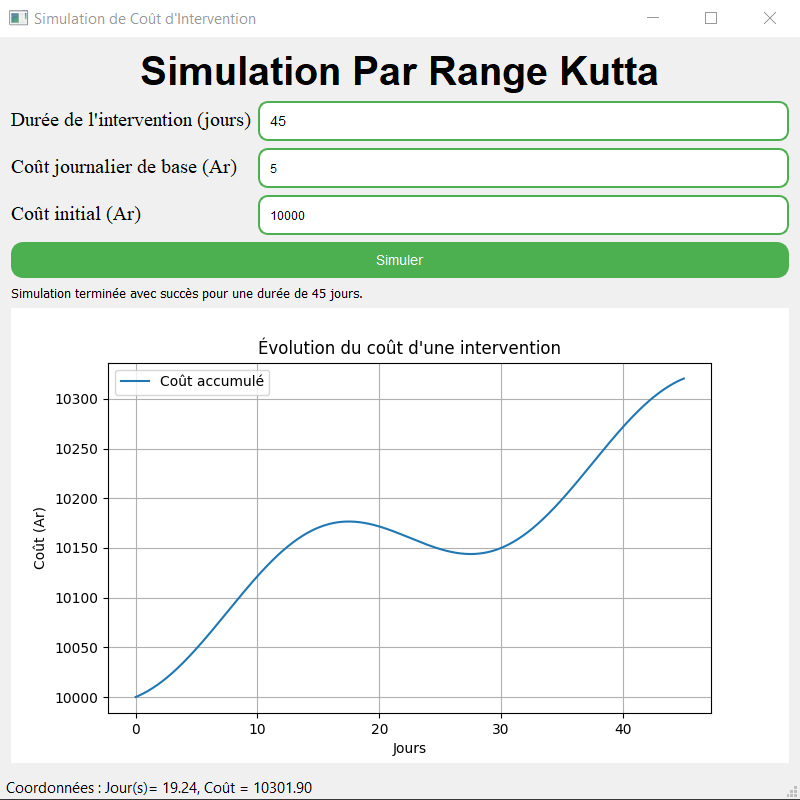 Simulation de Coût d'Intervention
Simulation Par Range Kutta
Durée de l'intervention (jours) 45
Coût journalier de base (Ar) 5
Coût initial (Ar) 10000
Simuler
Simulation terminée avec succès pour une durée de 45 jours.
Évolution du coût d'une intervention
Coût accumulé
10300
10250
10200
10150
10100
10050
10000
Coût (Ar)
0 10 20 30 40
Jours
Coordonnées : Jour(s)= 19.24, Coût = 10301.90